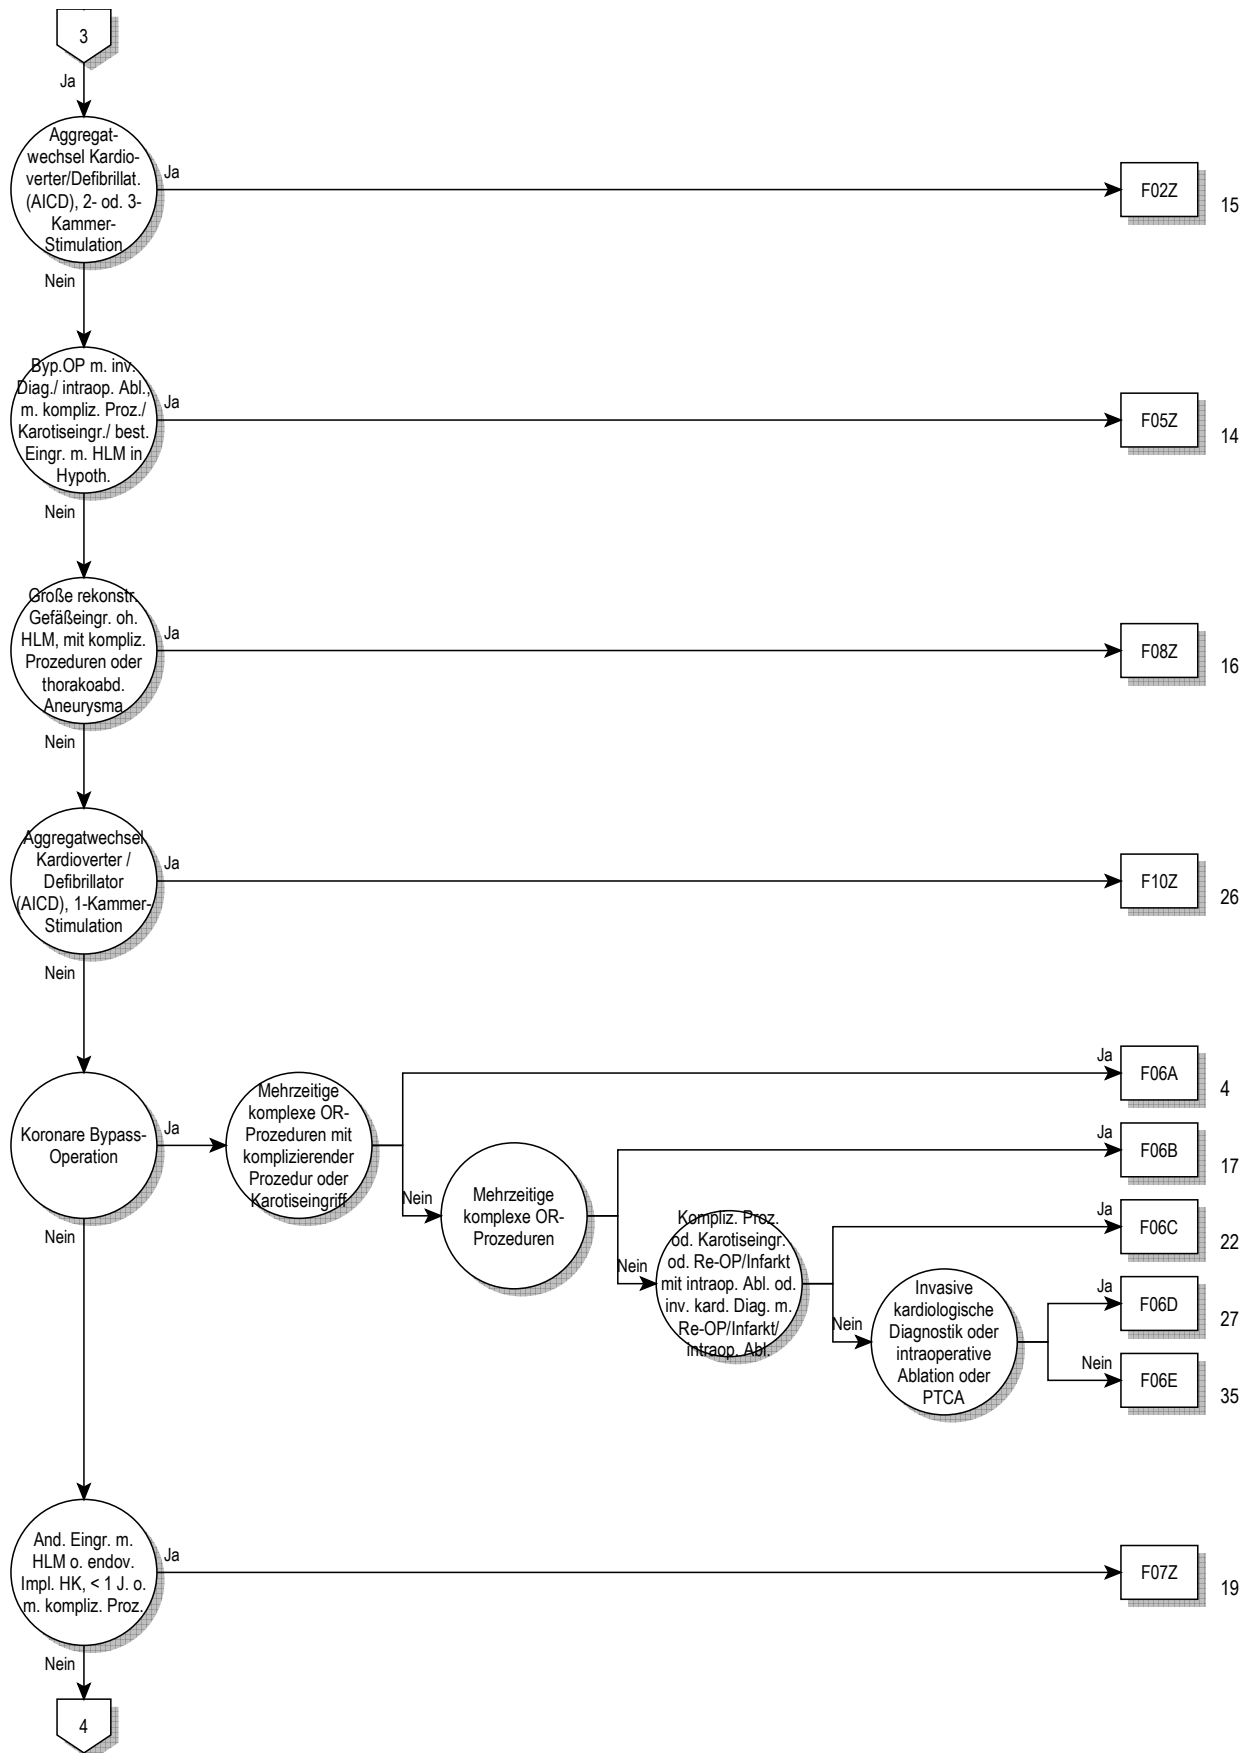 3
Ja
Aggregat-
wechsel Kardio-
verter/Defibrillat.
(AICD), 2- od. 3-
Kammer-
Stimulation
Ja
F02Z
15
Nein
Byp.OP m. inv.
Diag./ intraop. Abl.,
m. kompliz. Proz./
Karotiseingr./ best.
Eingr. m. HLM in
Hypoth.
Ja
F05Z
14
Nein
Große rekonstr.
Gefäßeingr. oh.
HLM, mit kompliz.
Prozeduren oder
thorakoabd.
Aneurysma
Ja
F08Z
16
Nein
Aggregatwechsel
Kardioverter /
Defibrillator
(AICD), 1-Kammer-
Stimulation
Ja
F10Z
26
Nein
Koronare Bypass-
Operation
Ja
Mehrzeitige
komplexe OR-
Prozeduren mit
komplizierender
Prozedur oder
Karotiseingriff
Ja
F06A
4
Nein
Mehrzeitige
komplexe OR-
Prozeduren
Ja
F06B
17
Nein
Kompliz. Proz.
od. Karotiseingr.
od. Re-OP/Infarkt
mit intraop. Abl. od.
inv. kard. Diag. m.
Re-OP/Infarkt/
intraop. Abl.
Ja
F06C
22
Nein
Invasive
kardiologische
Diagnostik oder
intraoperative
Ablation oder
PTCA
Ja
F06D
27
Nein
F06E
35
Nein
And. Eingr. m.
HLM o. endov.
Impl. HK, < 1 J. o.
m. kompliz. Proz.
Ja
F07Z
19
Nein
4